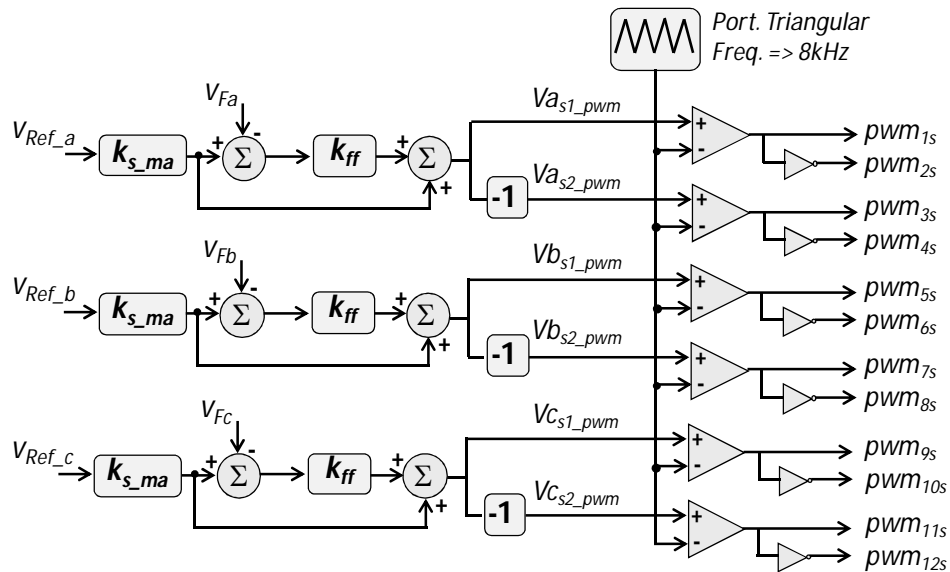 Port. Triangular
Freq. => 8kHz
v_Fa
Va_s1_pwm
v_Ref_a
k_s_ma
+
-
Σ
k_ff
+
+
Va_s2_pwm
-1
+
-
pwm_1s
pwm_2s
+
-
pwm_3s
pwm_4s
v_Fb
Vb_s1_pwm
v_Ref_b
k_s_ma
+
-
Σ
k_ff
+
Σ
+
Vb_s2_pwm
-1
+
-
pwm_5s
pwm_6s
+
-
pwm_7s
pwm_8s
v_Fc
Vc_s1_pwm
v_Ref_c
k_s_ma
+
-
Σ
k_ff
+
Σ
+
Vc_s2_pwm
-1
+
-
pwm_9s
pwm_10s
+
-
pwm_11s
pwm_12s